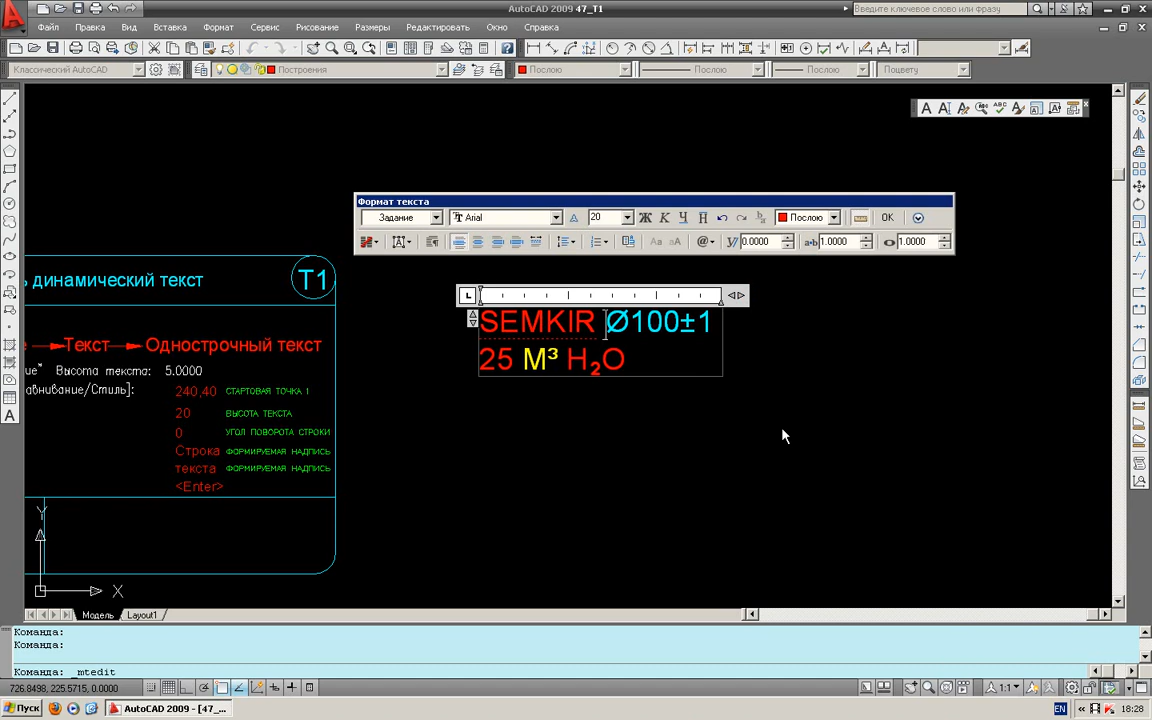 AutoCAD 2009 47_T1
Введите ключевое слово или фразу
Файл Правка Вид Вставка Формат Сервис Рисование Размеры Редактировать Окно Справка
Классический AutoCAD
Построения
Послою
Послою
Послою
Поцвету
Формат текста
Задание
Arial
20
Ж К Ч Н
Послою
OK
0.0000
1.0000
1.0000
SEMKIR Ø100±1
25 М³ H₂O
динамический текст
T1
Текст Однострочный текст
Высота текста: 5.0000
авнивание/Стиль]:
240,40 СТАРТОВАЯ ТОЧКА 1
20 ВЫСОТА ТЕКСТА
0 УГОЛ ПОВОРОТА СТРОКИ
Строка ФОРМИРУЕМАЯ НАДПИСЬ
текста ФОРМИРУЕМАЯ НАДПИСЬ
<Enter>
Y
X
Модель Layout1
Команда:
Команда:
Команда: _mtedit
726.8498, 225.5715, 0.0000
1:1
Пуск
AutoCAD 2009 - [47_...
EN
18:28